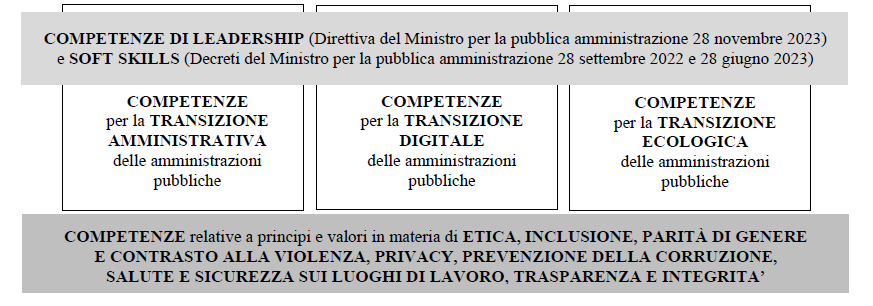 COMPETENZE DI LEADERSHIP (Direttiva del Ministro per la pubblica amministrazione 28 novembre 2023)
e SOFT SKILLS (Decreti del Ministro per la pubblica amministrazione 28 settembre 2022 e 28 giugno 2023)
COMPETENZE
per la TRANSIZIONE
AMMINISTRATIVA
delle amministrazioni
pubbliche
COMPETENZE
per la TRANSIZIONE
DIGITALE
delle amministrazioni
pubbliche
COMPETENZE
per la TRANSIZIONE
ECOLOGICA
delle amministrazioni
pubbliche
COMPETENZE relative a principi e valori in materia di ETICA, INCLUSIONE, PARITÀ DI GENERE
E CONTRASTO ALLA VIOLENZA, PRIVACY, PREVENZIONE DELLA CORRUZIONE,
SALUTE E SICUREZZA SUI LUOGHI DI LAVORO, TRASPARENZA E INTEGRITA’